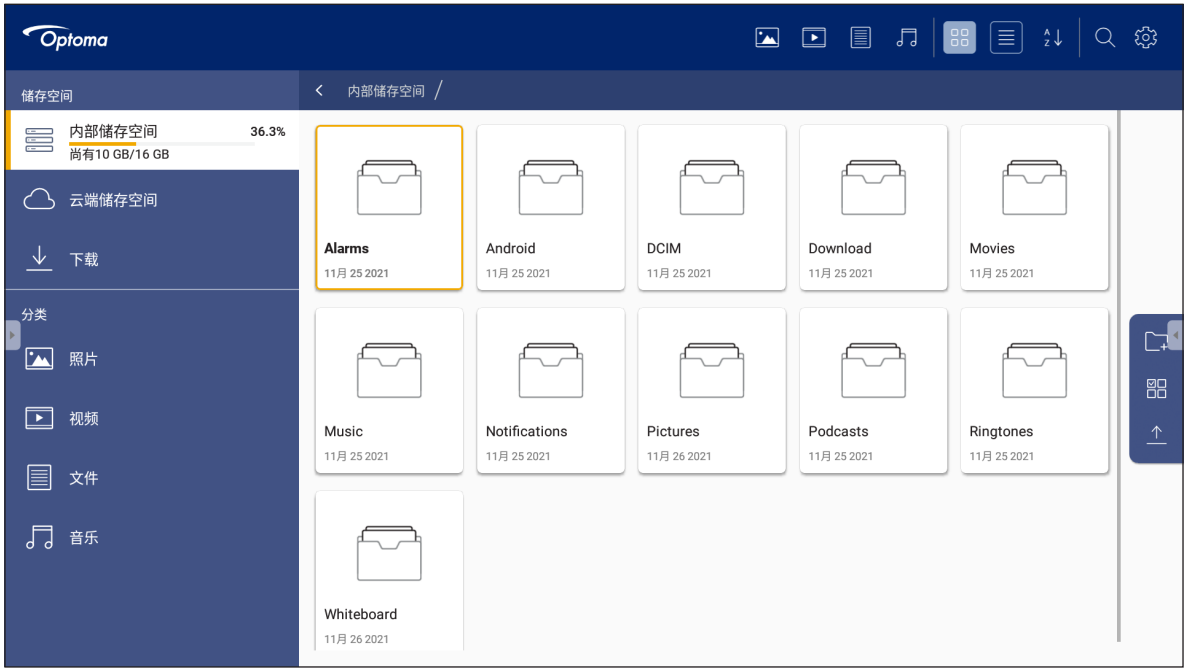 Optoma
A
Z
储存空间
内部储存空间 36.3%
尚有10 GB/16 GB
云端储存空间
下载
分类
照片
视频
文件
音乐
内部储存空间 /
Alarms
11月 25 2021
Android
11月 25 2021
DCIM
11月 25 2021
Download
11月 25 2021
Movies
11月 25 2021
Music
11月 25 2021
Notifications
11月 25 2021
Pictures
11月 26 2021
Podcasts
11月 25 2021
Ringtones
11月 25 2021
Whiteboard
11月 26 2021